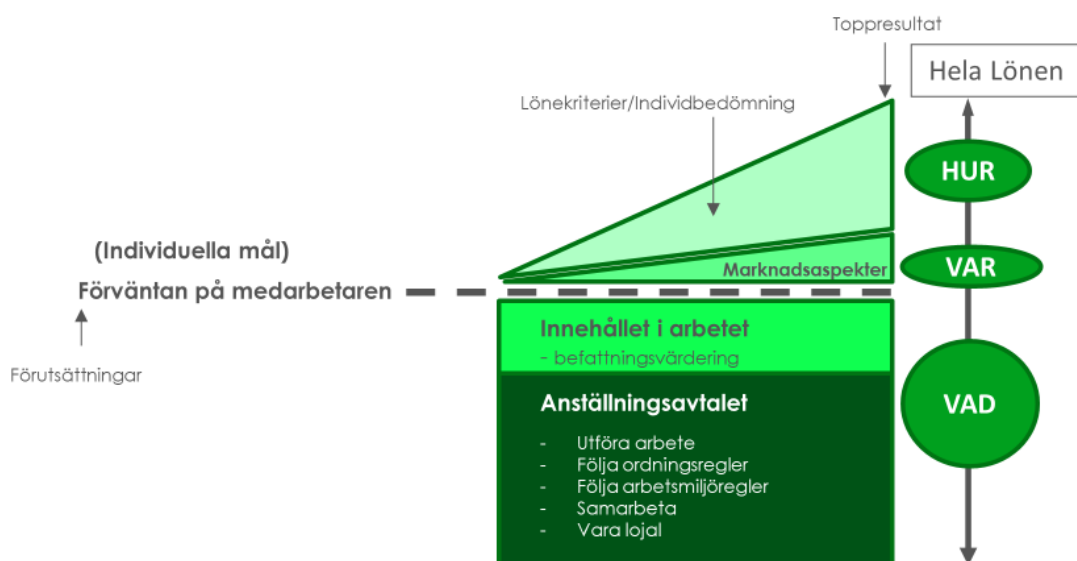 Toppresultat
Hela Lönen
Lönekriterier/Individbedömning
HUR
(Individuella mål)
Marknadsaspekter
VAR
Förväntan på medarbetaren
Innehållet i arbetet
- befattningsvärdering
Förutsättningar
Anställningsavtalet
VAD
- Utföra arbete
- Följa ordningsregler
- Följa arbetsmiljöregler
- Samarbeta
- Vara lojal